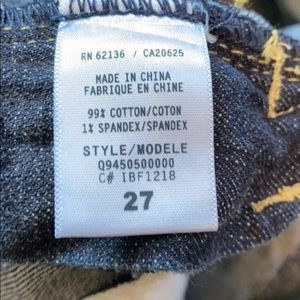 RN 62136 / CA20625
MADE IN CHINA
FABRIQUE EN CHINE
99% COTTON/COTON
1% SPANDEX/SPANDEX
STYLE/MODELE
Q9450500000
C# IBF1218
27